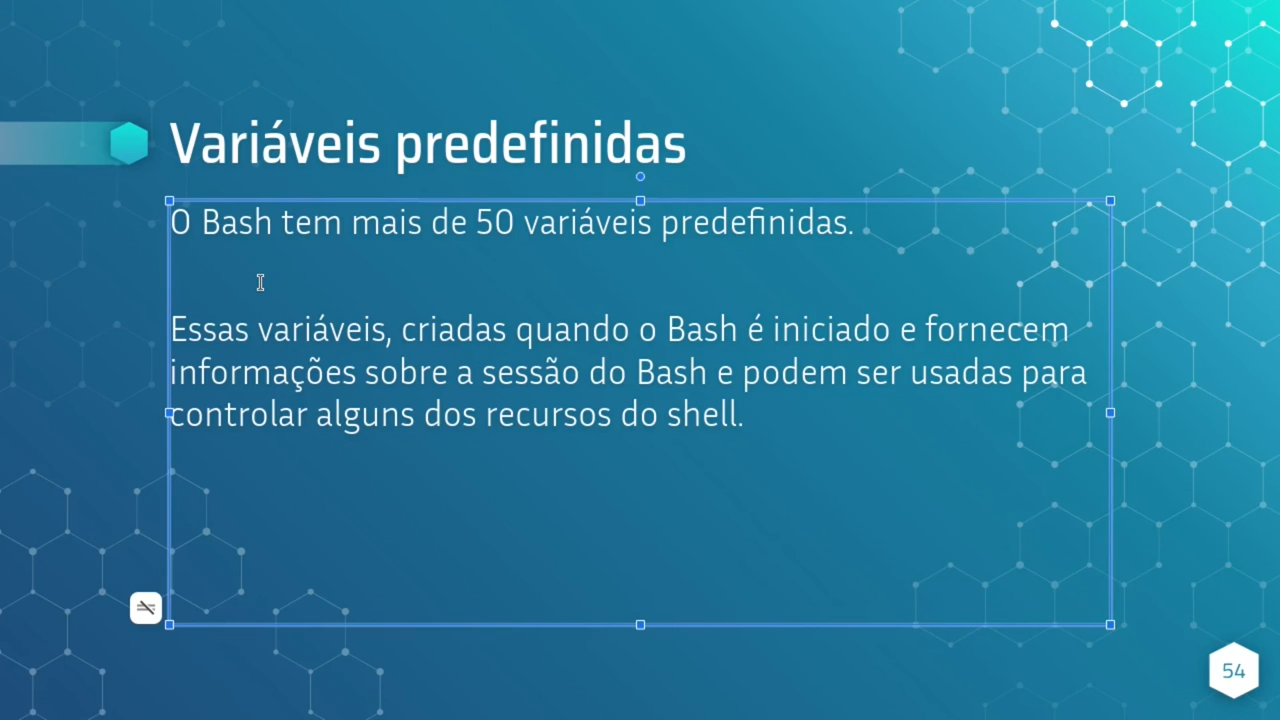 Variáveis predefinidas
O Bash tem mais de 50 variáveis predefinidas.
Essas variáveis, criadas quando o Bash é iniciado e fornecem
informações sobre a sessão do Bash e podem ser usadas para
controlar alguns dos recursos do shell.
54